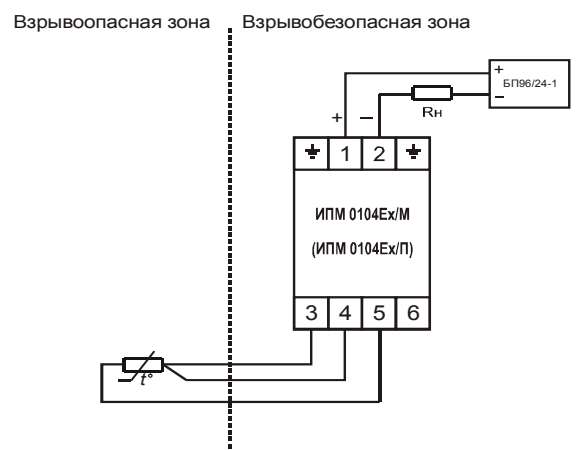 Взрывоопасная зона
Взрывобезопасная зона
+
БП96/24-1
–
Rн
+ –
1 2
ИПМ 0104Ex/М
(ИПМ 0104Ex/П)
3 4 5 6
t°